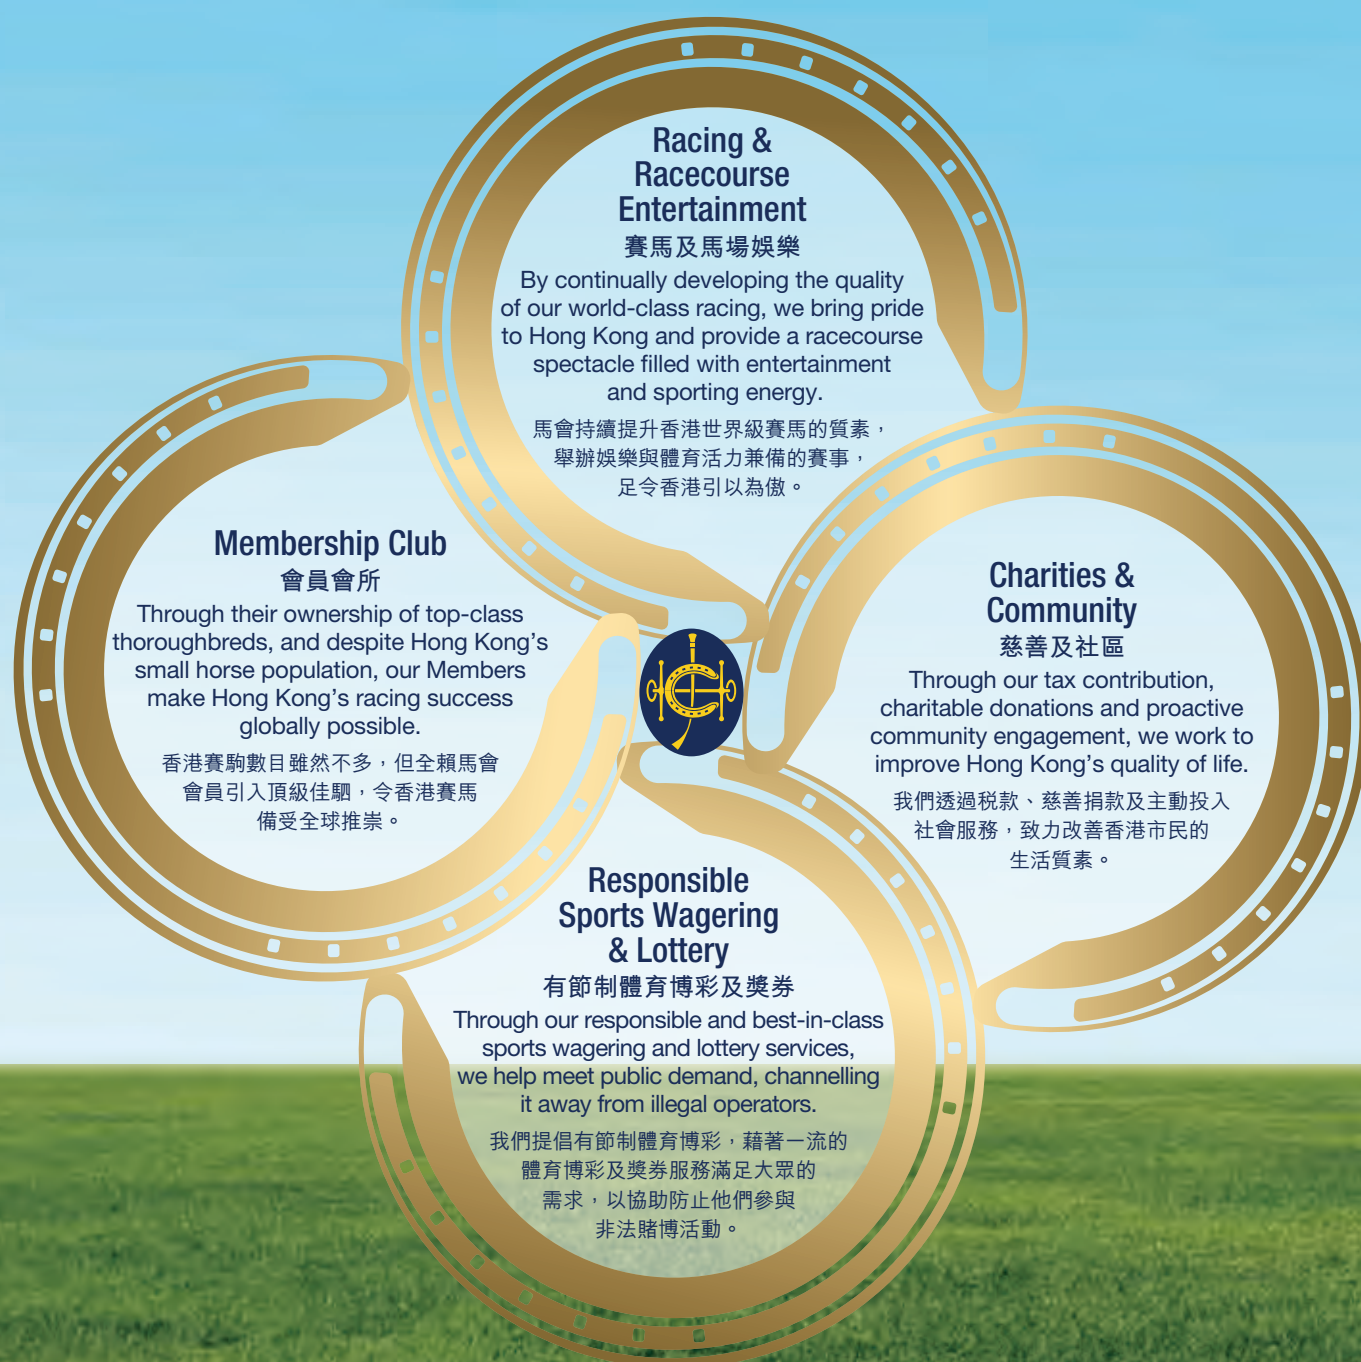 Racing &
Racecourse
Entertainment
賽馬及馬場娛樂
By continually developing the quality
of our world-class racing, we bring pride
to Hong Kong and provide a racecourse
spectacle filled with entertainment
and sporting energy.
馬會持續提升香港世界級賽馬的質素，
舉辦娛樂與體育活力兼備的賽事，
足令香港引以為傲。
Membership Club
會員會所
Through their ownership of top-class
thoroughbreds, and despite Hong Kong's
small horse population, our Members
make Hong Kong's racing success
globally possible.
香港賽駒數目雖然不多，但全賴馬會
會員引入頂級佳駟，令香港賽馬
備受全球推崇。
Charities &
Community
慈善及社區
Through our tax contribution,
charitable donations and proactive
community engagement, we work to
improve Hong Kong's quality of life.
我們透過税款、慈善捐款及主動投入
社會服務，致力改善香港市民的
生活質素。
Responsible
Sports Wagering
& Lottery
有節制體育博彩及獎券
Through our responsible and best-in-class
sports wagering and lottery services,
we help meet public demand, channelling
it away from illegal operators.
我們提倡有節制體育博彩，藉著一流的
體育博彩及獎券服務滿足大眾的
需求，以協助防止他們參與
非法賭博活動。